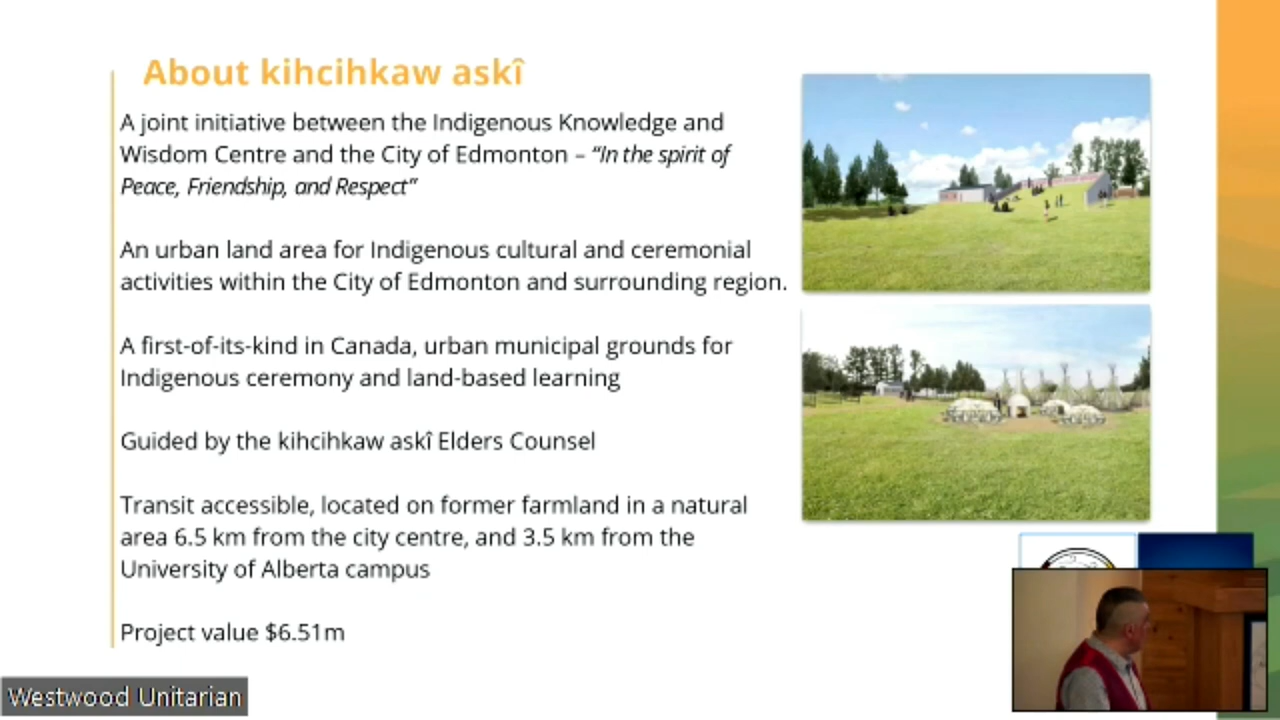 About kihcihkaw askî
A joint initiative between the Indigenous Knowledge and
Wisdom Centre and the City of Edmonton – “In the spirit of
Peace, Friendship, and Respect”
An urban land area for Indigenous cultural and ceremonial
activities within the City of Edmonton and surrounding region.
A first-of-its-kind in Canada, urban municipal grounds for
Indigenous ceremony and land-based learning
Guided by the kihcihkaw askî Elders Counsel
Transit accessible, located on former farmland in a natural
area 6.5 km from the city centre, and 3.5 km from the
University of Alberta campus
Project value $6.51m
Westwood Unitarian